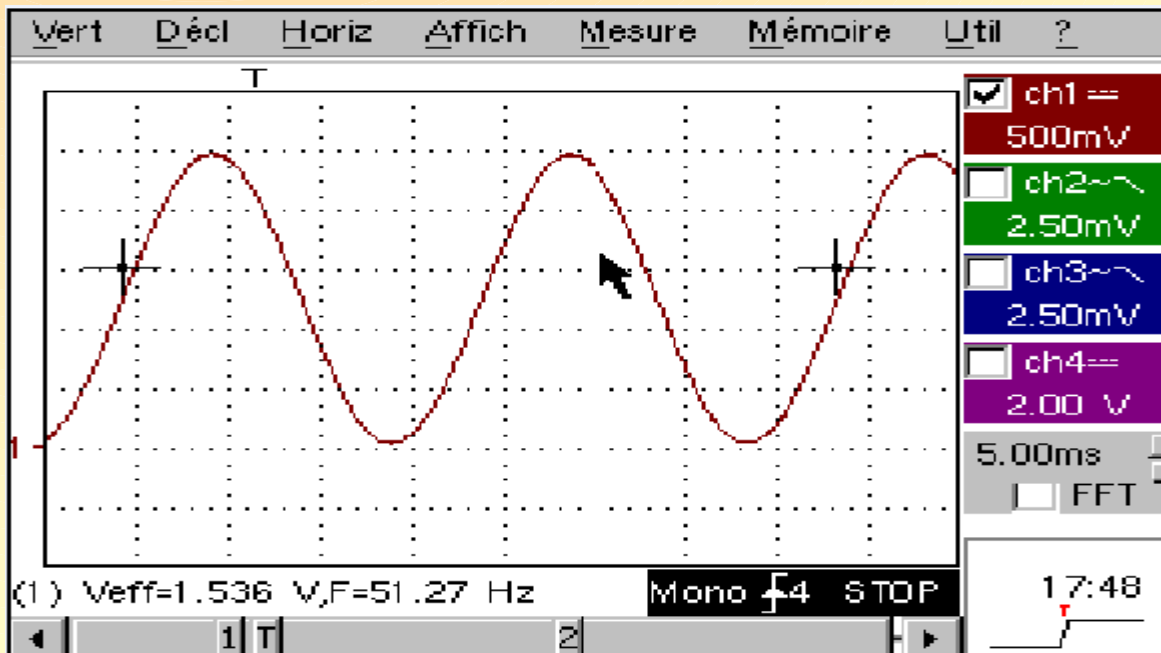 Vert Décl Horiz Affich Mesure Mémoire Util ?
T
ch1
500mV
ch2
2.50mV
ch3
2.50mV
ch4
2.00 V
1
5.00ms
FFT
(1) Veff=1.536 V,F=51.27 Hz
Mono 4 STOP
17:48
T
1 T 2